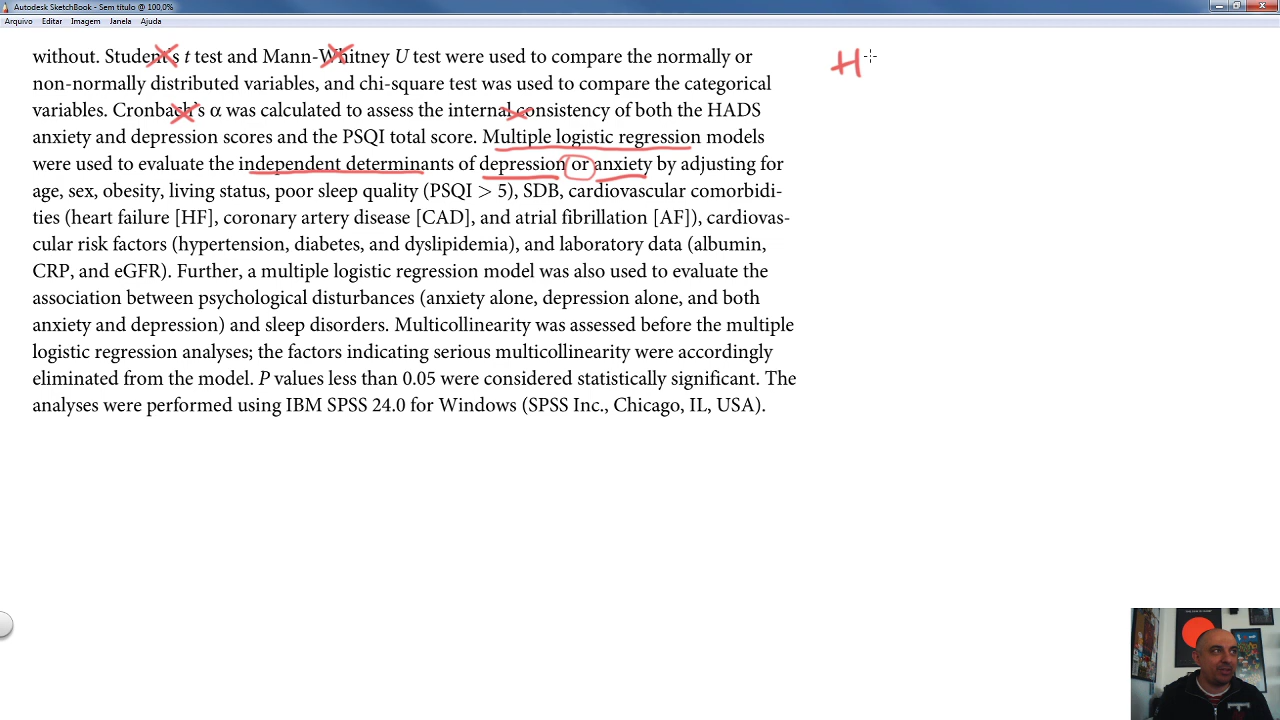 Autodesk SketchBook - Sem título @ 100,0%
Arquivo Editar Imagem Janela Ajuda
without. Student's t test and Mann-Whitney U test were used to compare the normally or
non-normally distributed variables, and chi-square test was used to compare the categorical
variables. Cronbach's α was calculated to assess the internal consistency of both the HADS
anxiety and depression scores and the PSQI total score. Multiple logistic regression models
were used to evaluate the independent determinants of depression or anxiety by adjusting for
age, sex, obesity, living status, poor sleep quality (PSQI > 5), SDB, cardiovascular comorbidi-
ties (heart failure [HF], coronary artery disease [CAD], and atrial fibrillation [AF]), cardiovas-
cular risk factors (hypertension, diabetes, and dyslipidemia), and laboratory data (albumin,
CRP, and eGFR). Further, a multiple logistic regression model was also used to evaluate the
association between psychological disturbances (anxiety alone, depression alone, and both
anxiety and depression) and sleep disorders. Multicollinearity was assessed before the multiple
logistic regression analyses; the factors indicating serious multicollinearity were accordingly
eliminated from the model. P values less than 0.05 were considered statistically significant. The
analyses were performed using IBM SPSS 24.0 for Windows (SPSS Inc., Chicago, IL, USA).
H